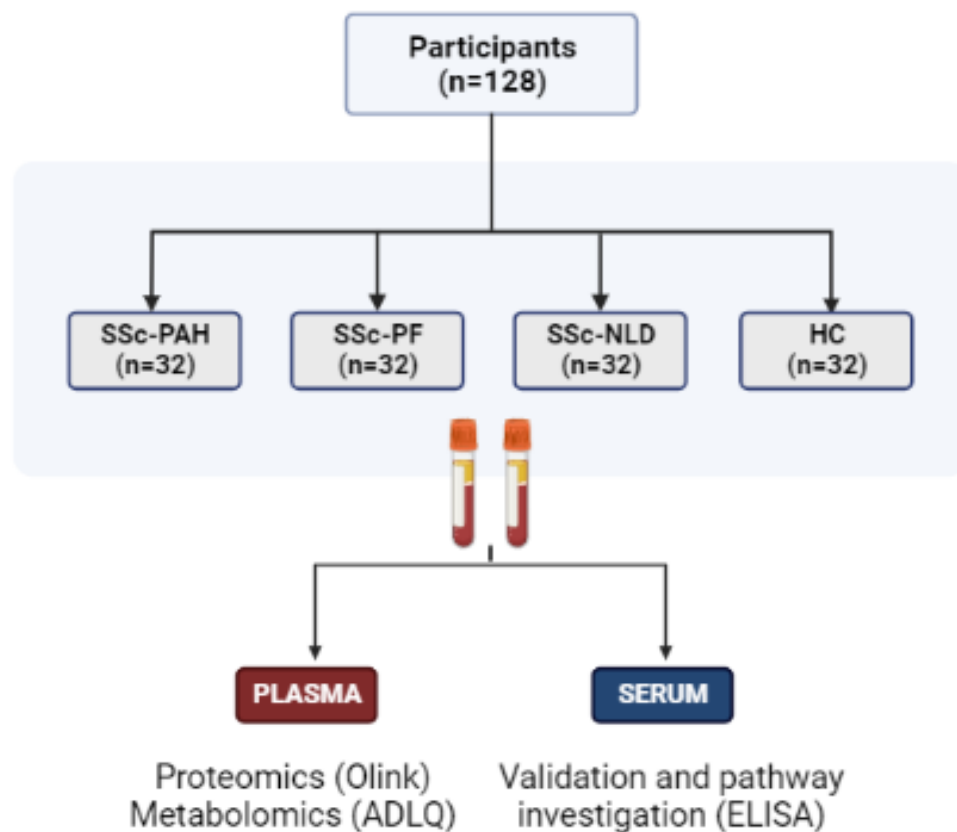 Participants
(n=128)
SSc-PAH
(n=32)
SSc-PF
(n=32)
SSc-NLD
(n=32)
HC
(n=32)
PLASMA
SERUM
Proteomics (Olink)
Metabolomics (ADLQ)
Validation and pathway
investigation (ELISA)